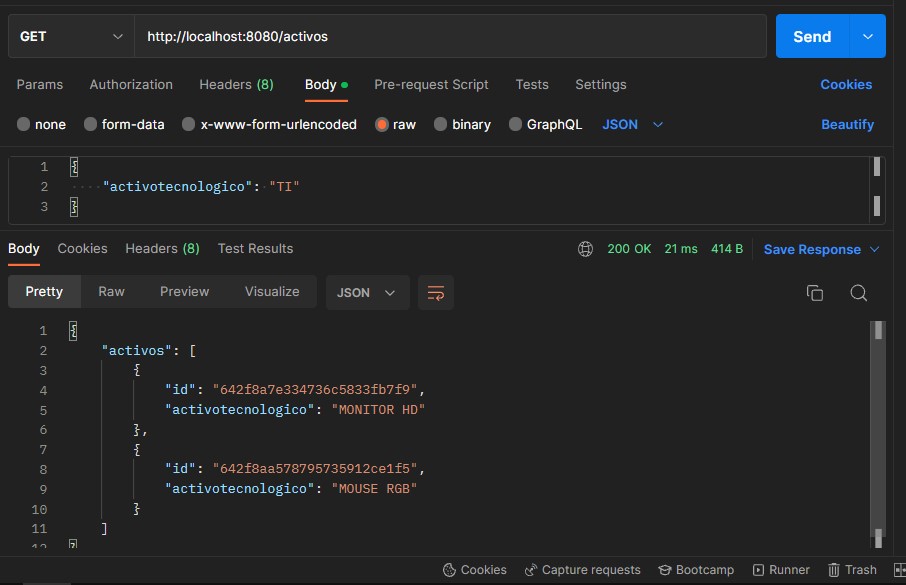 GET http://localhost:8080/activos Send
Params Authorization Headers (8) Body Pre-request Script Tests Settings Cookies
none form-data x-www-form-urlencoded raw binary GraphQL JSON Beautify
1 {
2 "activotecnologico": "TI"
3 }
Body Cookies Headers (8) Test Results 200 OK 21 ms 414 B Save Response
Pretty Raw Preview Visualize JSON
1 {
2 "activos": [
3 {
4 "id": "642f8a7e334736c5833fb7f9",
5 "activotecnologico": "MONITOR HD"
6 },
7 {
8 "id": "642f8aa578795735912ce1f5",
9 "activotecnologico": "MOUSE RGB"
10 }
11 ]
12 }
Cookies Capture requests Bootcamp Runner Trash